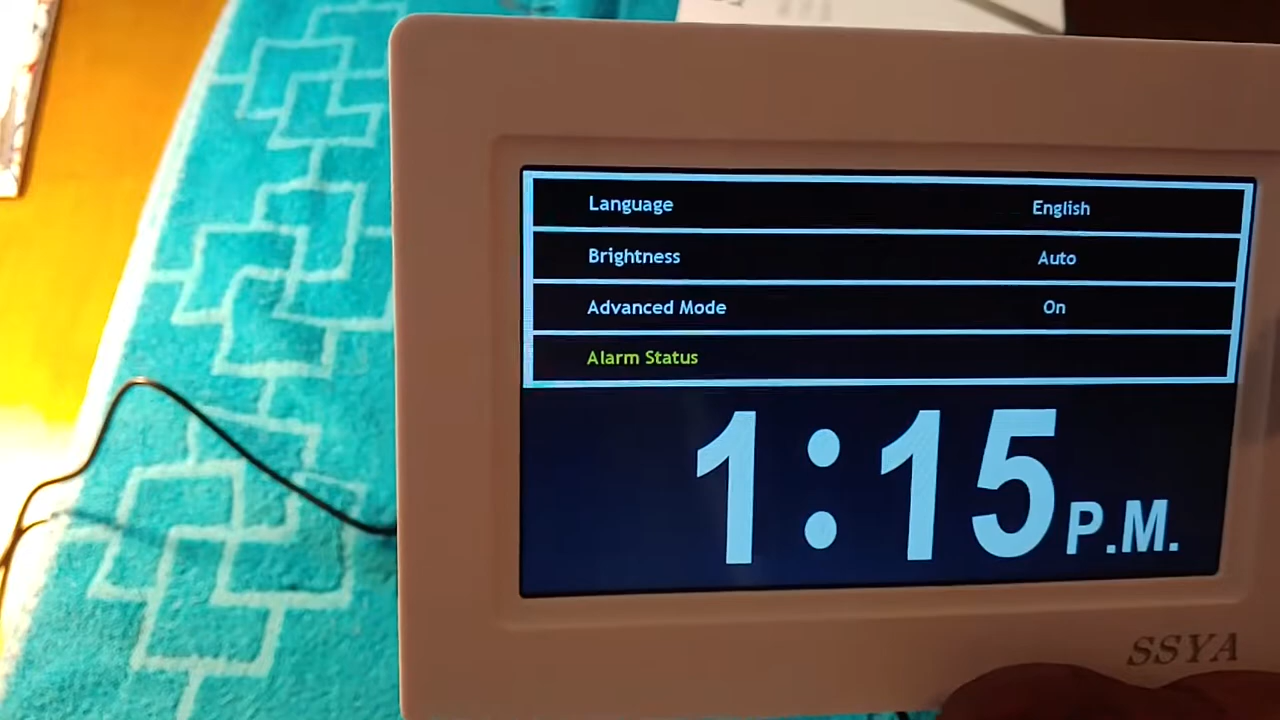 Language English
Brightness Auto
Advanced Mode On
Alarm Status
1:15 P.M.
SSYA